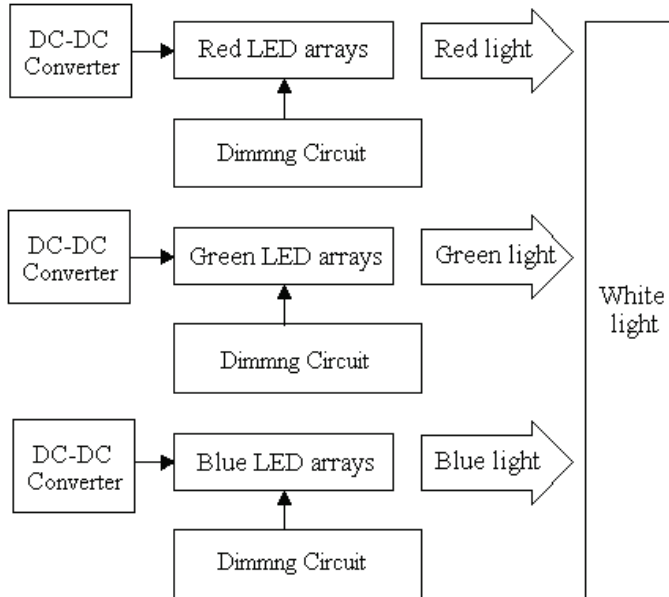 DC-DC
Converter
Red LED arrays
Red light
Dimmng Circuit
DC-DC
Converter
Green LED arrays
Green light
White
light
Dimmng Circuit
DC-DC
Converter
Blue LED arrays
Blue light
Dimmng Circuit